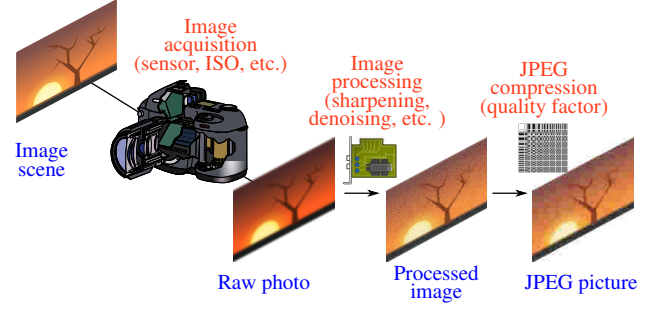 Image
acquisition
(sensor, ISO, etc.)
Image
processing
(sharpening,
denoising, etc. )
JPEG
compression
(quality factor)
Image
scene
Raw photo
Processed
image
JPEG picture